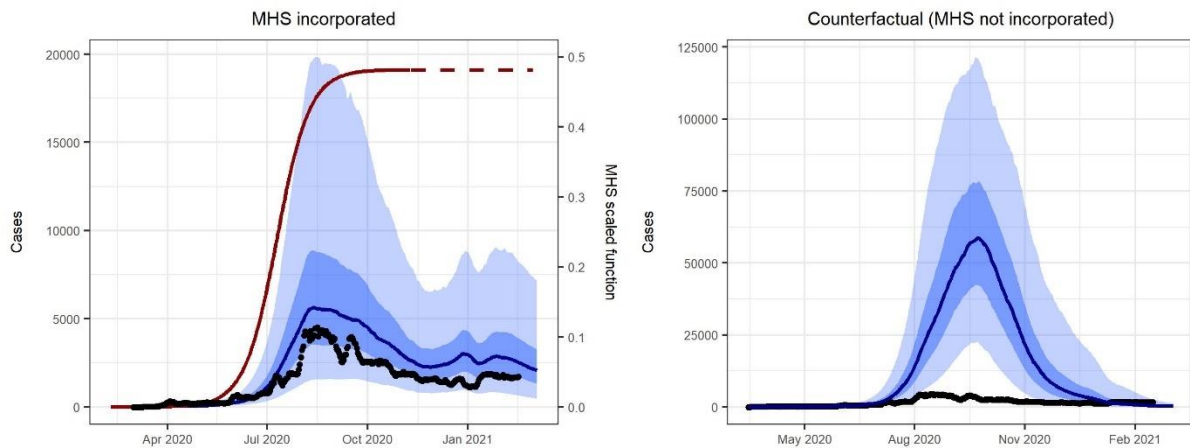 MHS incorporated
20000
15000
10000
5000
0
Cases
0.5
0.4
0.3
0.2
0.1
0.0
MHS scaled function
Apr 2020
Jul 2020
Oct 2020
Jan 2021
Counterfactual (MHS not incorporated)
125000
100000
75000
50000
25000
0
Cases
May 2020
Aug 2020
Nov 2020
Feb 2021